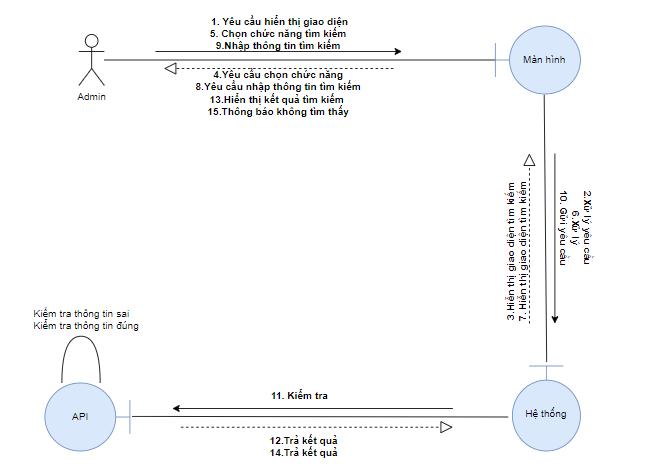 1. Yêu cầu hiển thị giao diện
5. Chọn chức năng tìm kiếm
9.Nhập thông tin tìm kiếm
Màn hình
Admin
4.Yêu cầu chọn chức năng
8.Yêu cầu nhập thông tin tìm kiếm
13.Hiển thị kết quả tìm kiếm
15.Thông báo không tìm thấy
3.Hiển thị giao diện tìm kiếm
7. Hiển thị giao diện tìm kiếm
2.Xử lý yêu cầu
6.Xử lý
10. Gửi yêu cầu
Kiểm tra thông tin sai
Kiểm tra thông tin đúng
API
11. Kiểm tra
Hệ thống
12.Trả kết quả
14.Trả kết quả